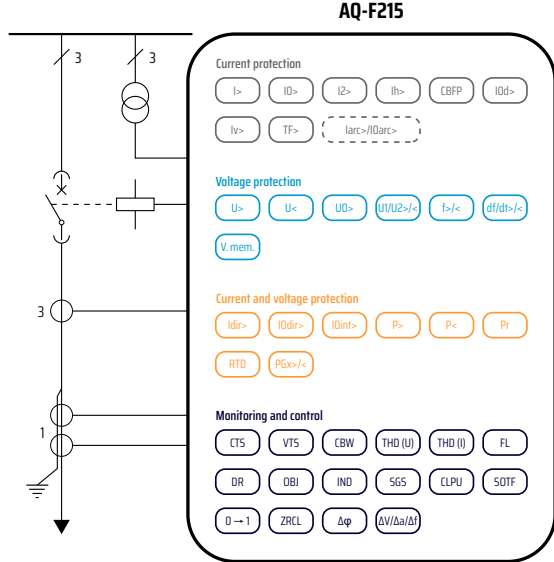 AQ-F215
3 3
Current protection
I> I0> I2> Ih> CBFP I0d>
Iv> TF> Iarc>/I0arc>
Voltage protection
U> U< U0> U1/U2>/< f>/< df/dt>/<
V. mem.
Current and voltage protection
3 Idir> I0dir> I0int> P> P< Pr
RTD PGx>/<
Monitoring and control
1 CTS VTS CBW THD (U) THD (I) FL
DR OBJ IND SGS CLPU SOTF
0 → 1 ZRCL Δφ ΔV/Δa/Δf